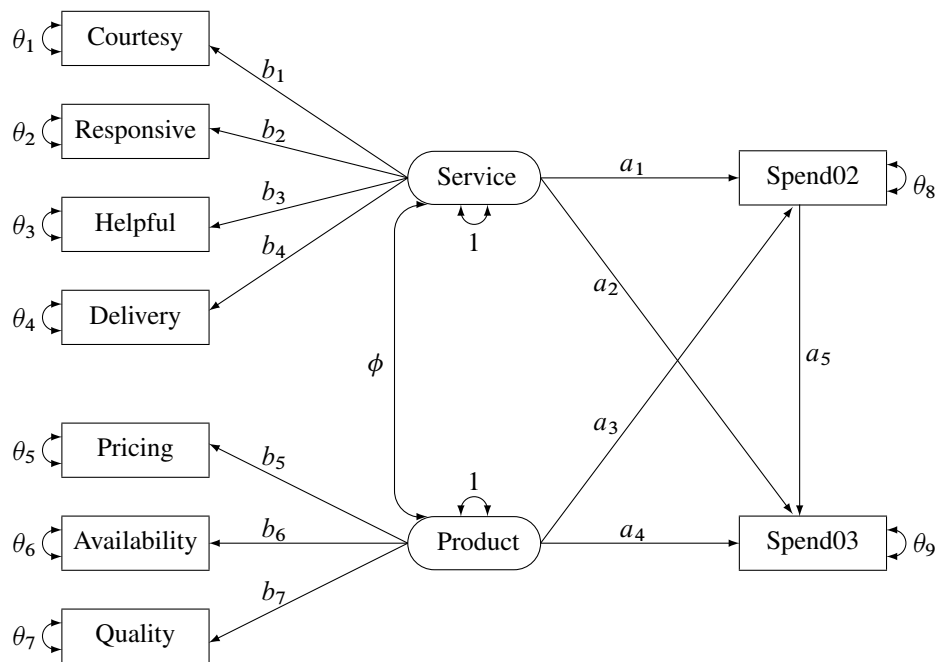 θ₁ Courtesy
b₁
θ₂ Responsive
b₂
Service
a₁
Spend02
θ₈
θ₃ Helpful
b₃
1
b₄
a₂
θ₄ Delivery
ϕ
a₅
a₃
θ₅ Pricing
b₅
1
θ₆ Availability
b₆
Product
a₄
Spend03
θ₉
b₇
θ₇ Quality